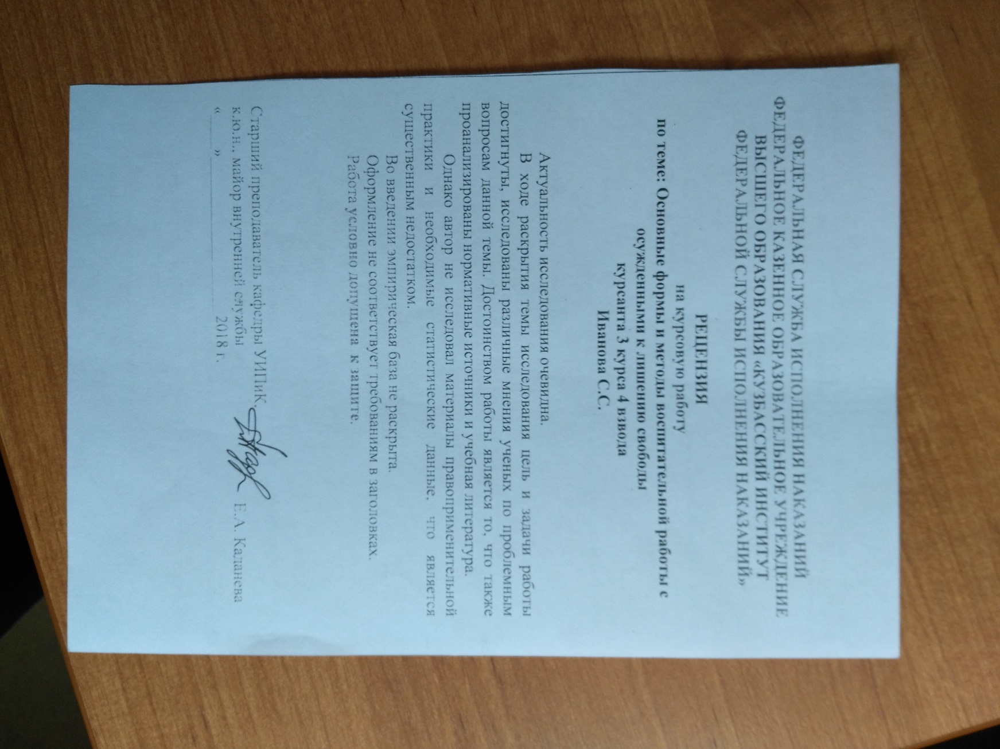 ФЕДЕРАЛЬНАЯ СЛУЖБА ИСПОЛНЕНИЯ НАКАЗАНИЙ
ФЕДЕРАЛЬНОЕ КАЗЕННОЕ ОБРАЗОВАТЕЛЬНОЕ УЧРЕЖДЕНИЕ
ВЫСШЕГО ОБРАЗОВАНИЯ «КУЗБАССКИЙ ИНСТИТУТ
ФЕДЕРАЛЬНОЙ СЛУЖБЫ ИСПОЛНЕНИЯ НАКАЗАНИЙ»
РЕЦЕНЗИЯ
на курсовую работу
по теме: Основные формы и методы воспитательной работы с
осужденными к лишению свободы
курсанта 3 курса 4 взвода
Иванова С.С.
Актуальность исследования очевидна.
В ходе раскрытия темы исследования цель и задачи работы
достигнуты, исследованы различные мнения ученых по проблемным
вопросам данной темы. Достоинством работы является то, что также
проанализированы нормативные источники и учебная литература.
Однако автор не исследовал материалы правоприменительной
практики и необходимые статистические данные, что является
существенным недостатком.
Во введении эмпирическая база не раскрыта.
Оформление не соответствует требованиям в заголовках.
Работа условно допущена к защите.
Старший преподаватель кафедры УИПиК,
к.ю.н., майор внутренней службы Е.А. Каданева
«____»______________ 2018 г.